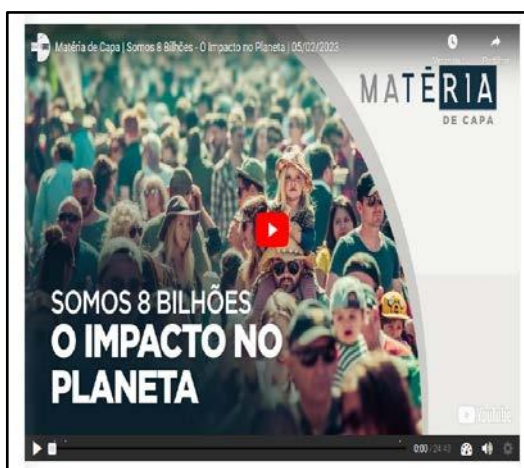 Matéria de Capa | Somos 8 Bilhões - O Impacto no Planeta | 05/02/2023
MATÉRIA
DE CAPA
SOMOS 8 BILHÕES
O IMPACTO NO
PLANETA
YouTube
0:00 / 24:43